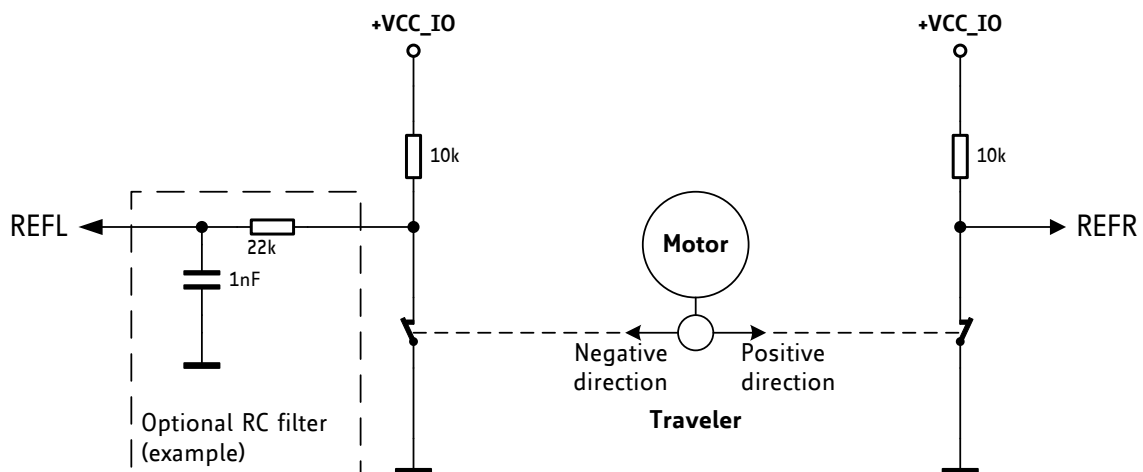 +VCC_IO
+VCC_IO
10k
10k
REFL
22k
1nF
Motor
REFR
Negative
direction
Positive
direction
Traveler
Optional RC filter
(example)